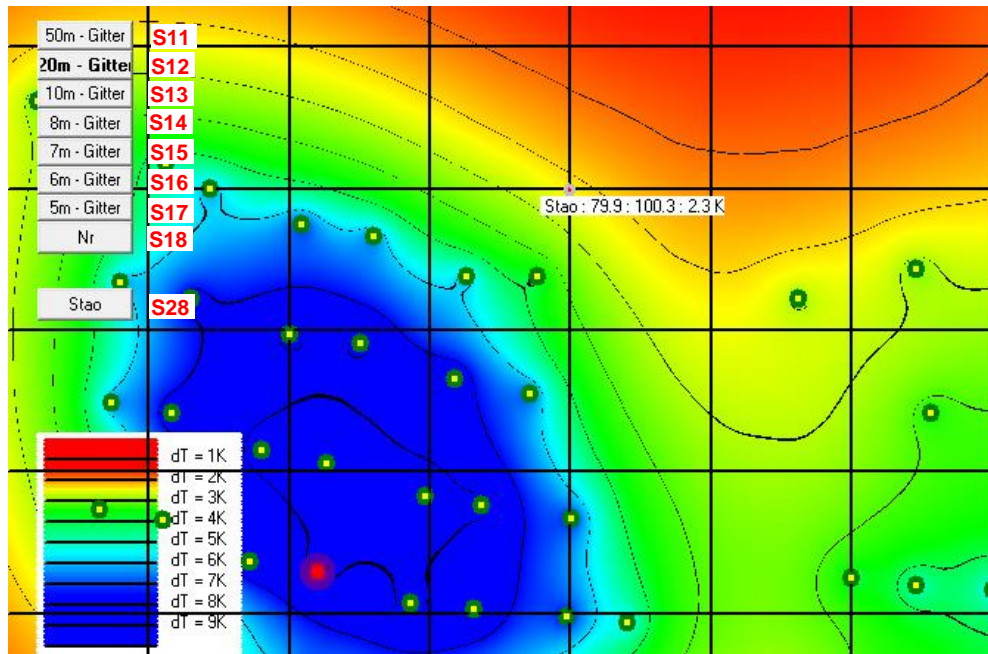 50m - Gitter S11
20m - Gitter S12
10m - Gitter S13
8m - Gitter S14
7m - Gitter S15
6m - Gitter S16
5m - Gitter S17
Nr S18
Stao : 79.9 : 100.3 : 2.3 K
Stao S28
dT = 1K
dT = 2K
dT = 3K
dT = 4K
dT = 5K
dT = 6K
dT = 7K
dT = 8K
dT = 9K